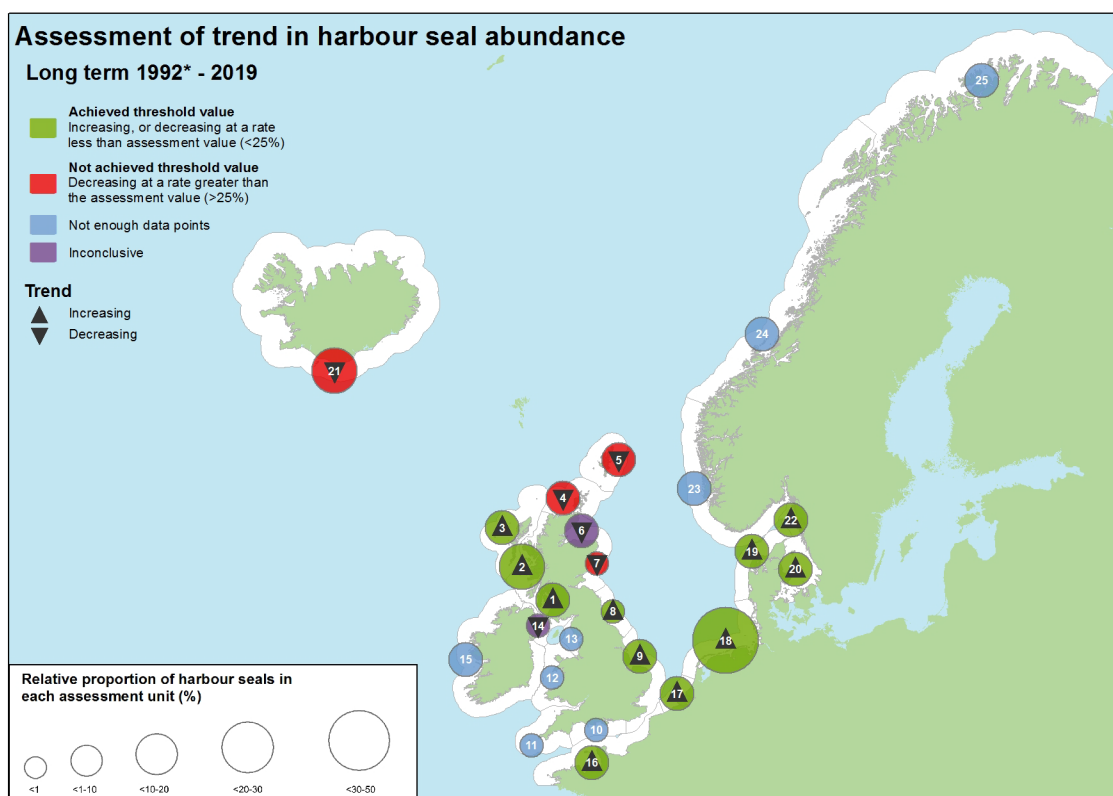 Assessment of trend in harbour seal abundance
Long term 1992* - 2019
Achieved threshold value
Increasing, or decreasing at a rate
less than assessment value (<25%)
Not achieved threshold value
Decreasing at a rate greater than
the assessment value (>25%)
Not enough data points
Inconclusive
Trend
Increasing
Decreasing
25
24
21
5
23
4
22
3
6
19
7
2
20
1
8
14
13
18
9
15
12
17
10
11
16
Relative proportion of harbour seals in
each assessment unit (%)
<1 <1-10 <10-20 <20-30 <30-50